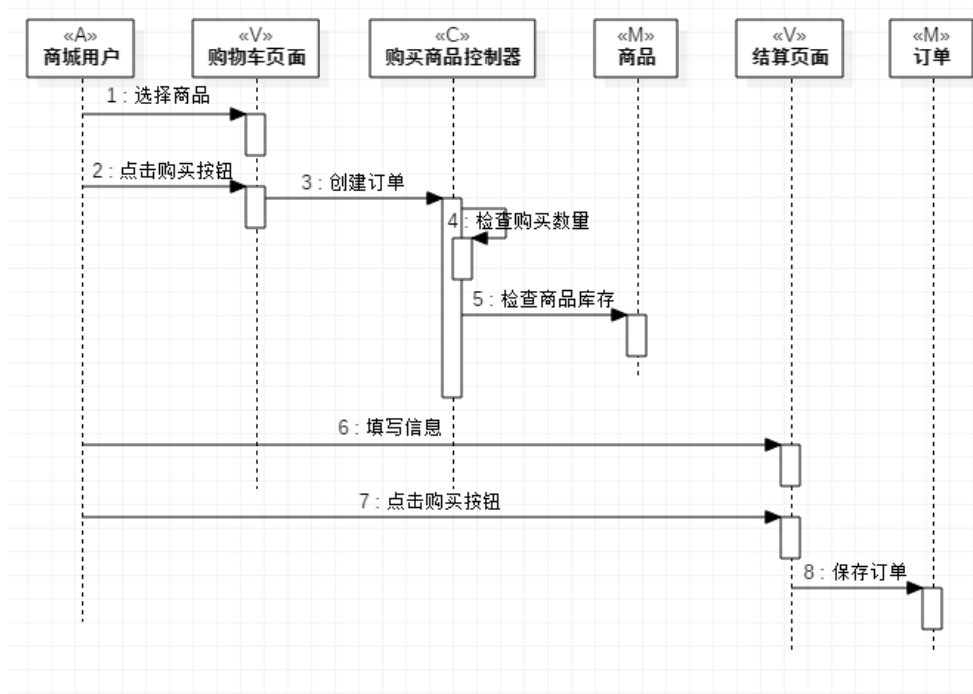 «A»
商城用户
«V»
购物车页面
«C»
购买商品控制器
«M»
商品
«V»
结算页面
«M»
订单
1 : 选择商品
2 : 点击购买按钮
3 : 创建订单
4 : 检查购买数量
5 : 检查商品库存
6 : 填写信息
7 : 点击购买按钮
8 : 保存订单